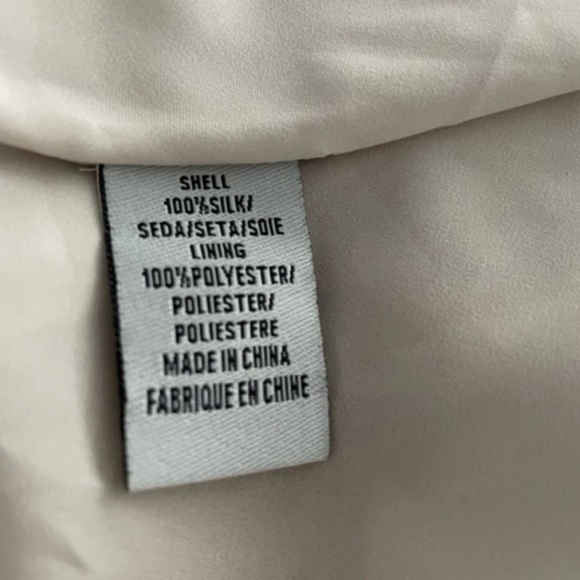 SHELL
100%SILK/
SEDA/SETA/SOIE
LINING
100%POLYESTER/
POLIESTER/
POLIESTERE
MADE IN CHINA
FABRIQUE EN CHINE